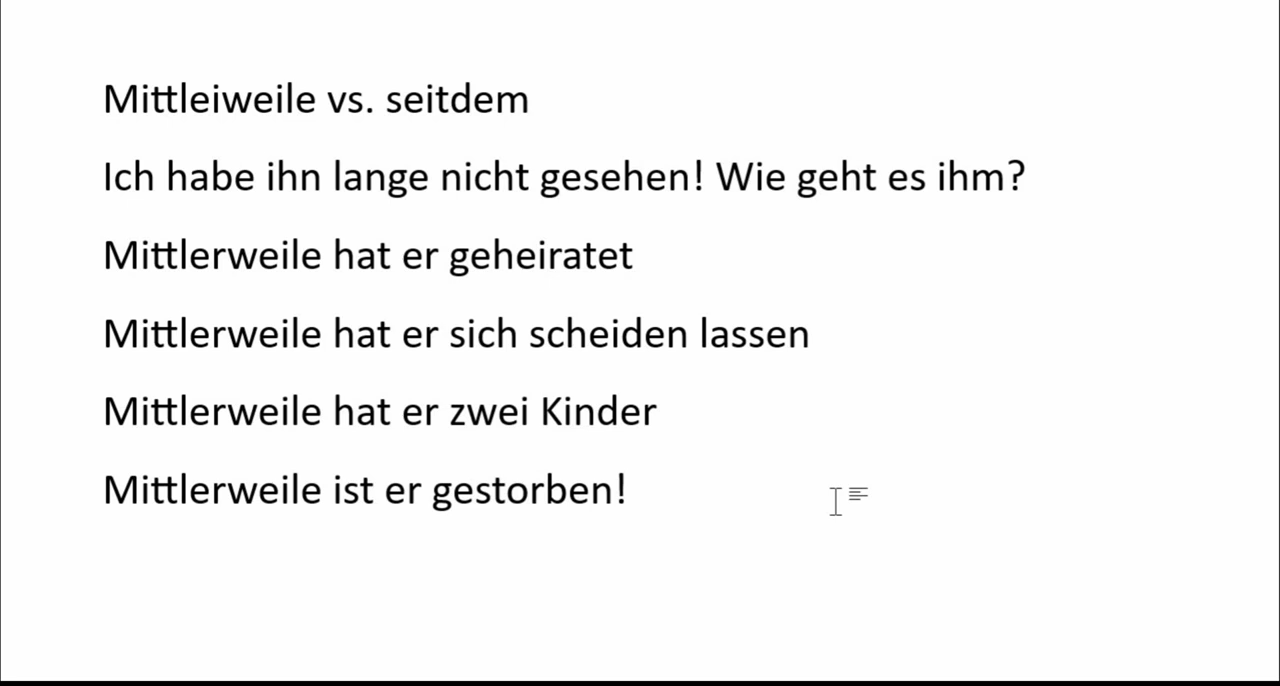 Mittleiweile vs. seitdem
Ich habe ihn lange nicht gesehen! Wie geht es ihm?
Mittlerweile hat er geheiratet
Mittlerweile hat er sich scheiden lassen
Mittlerweile hat er zwei Kinder
Mittlerweile ist er gestorben!